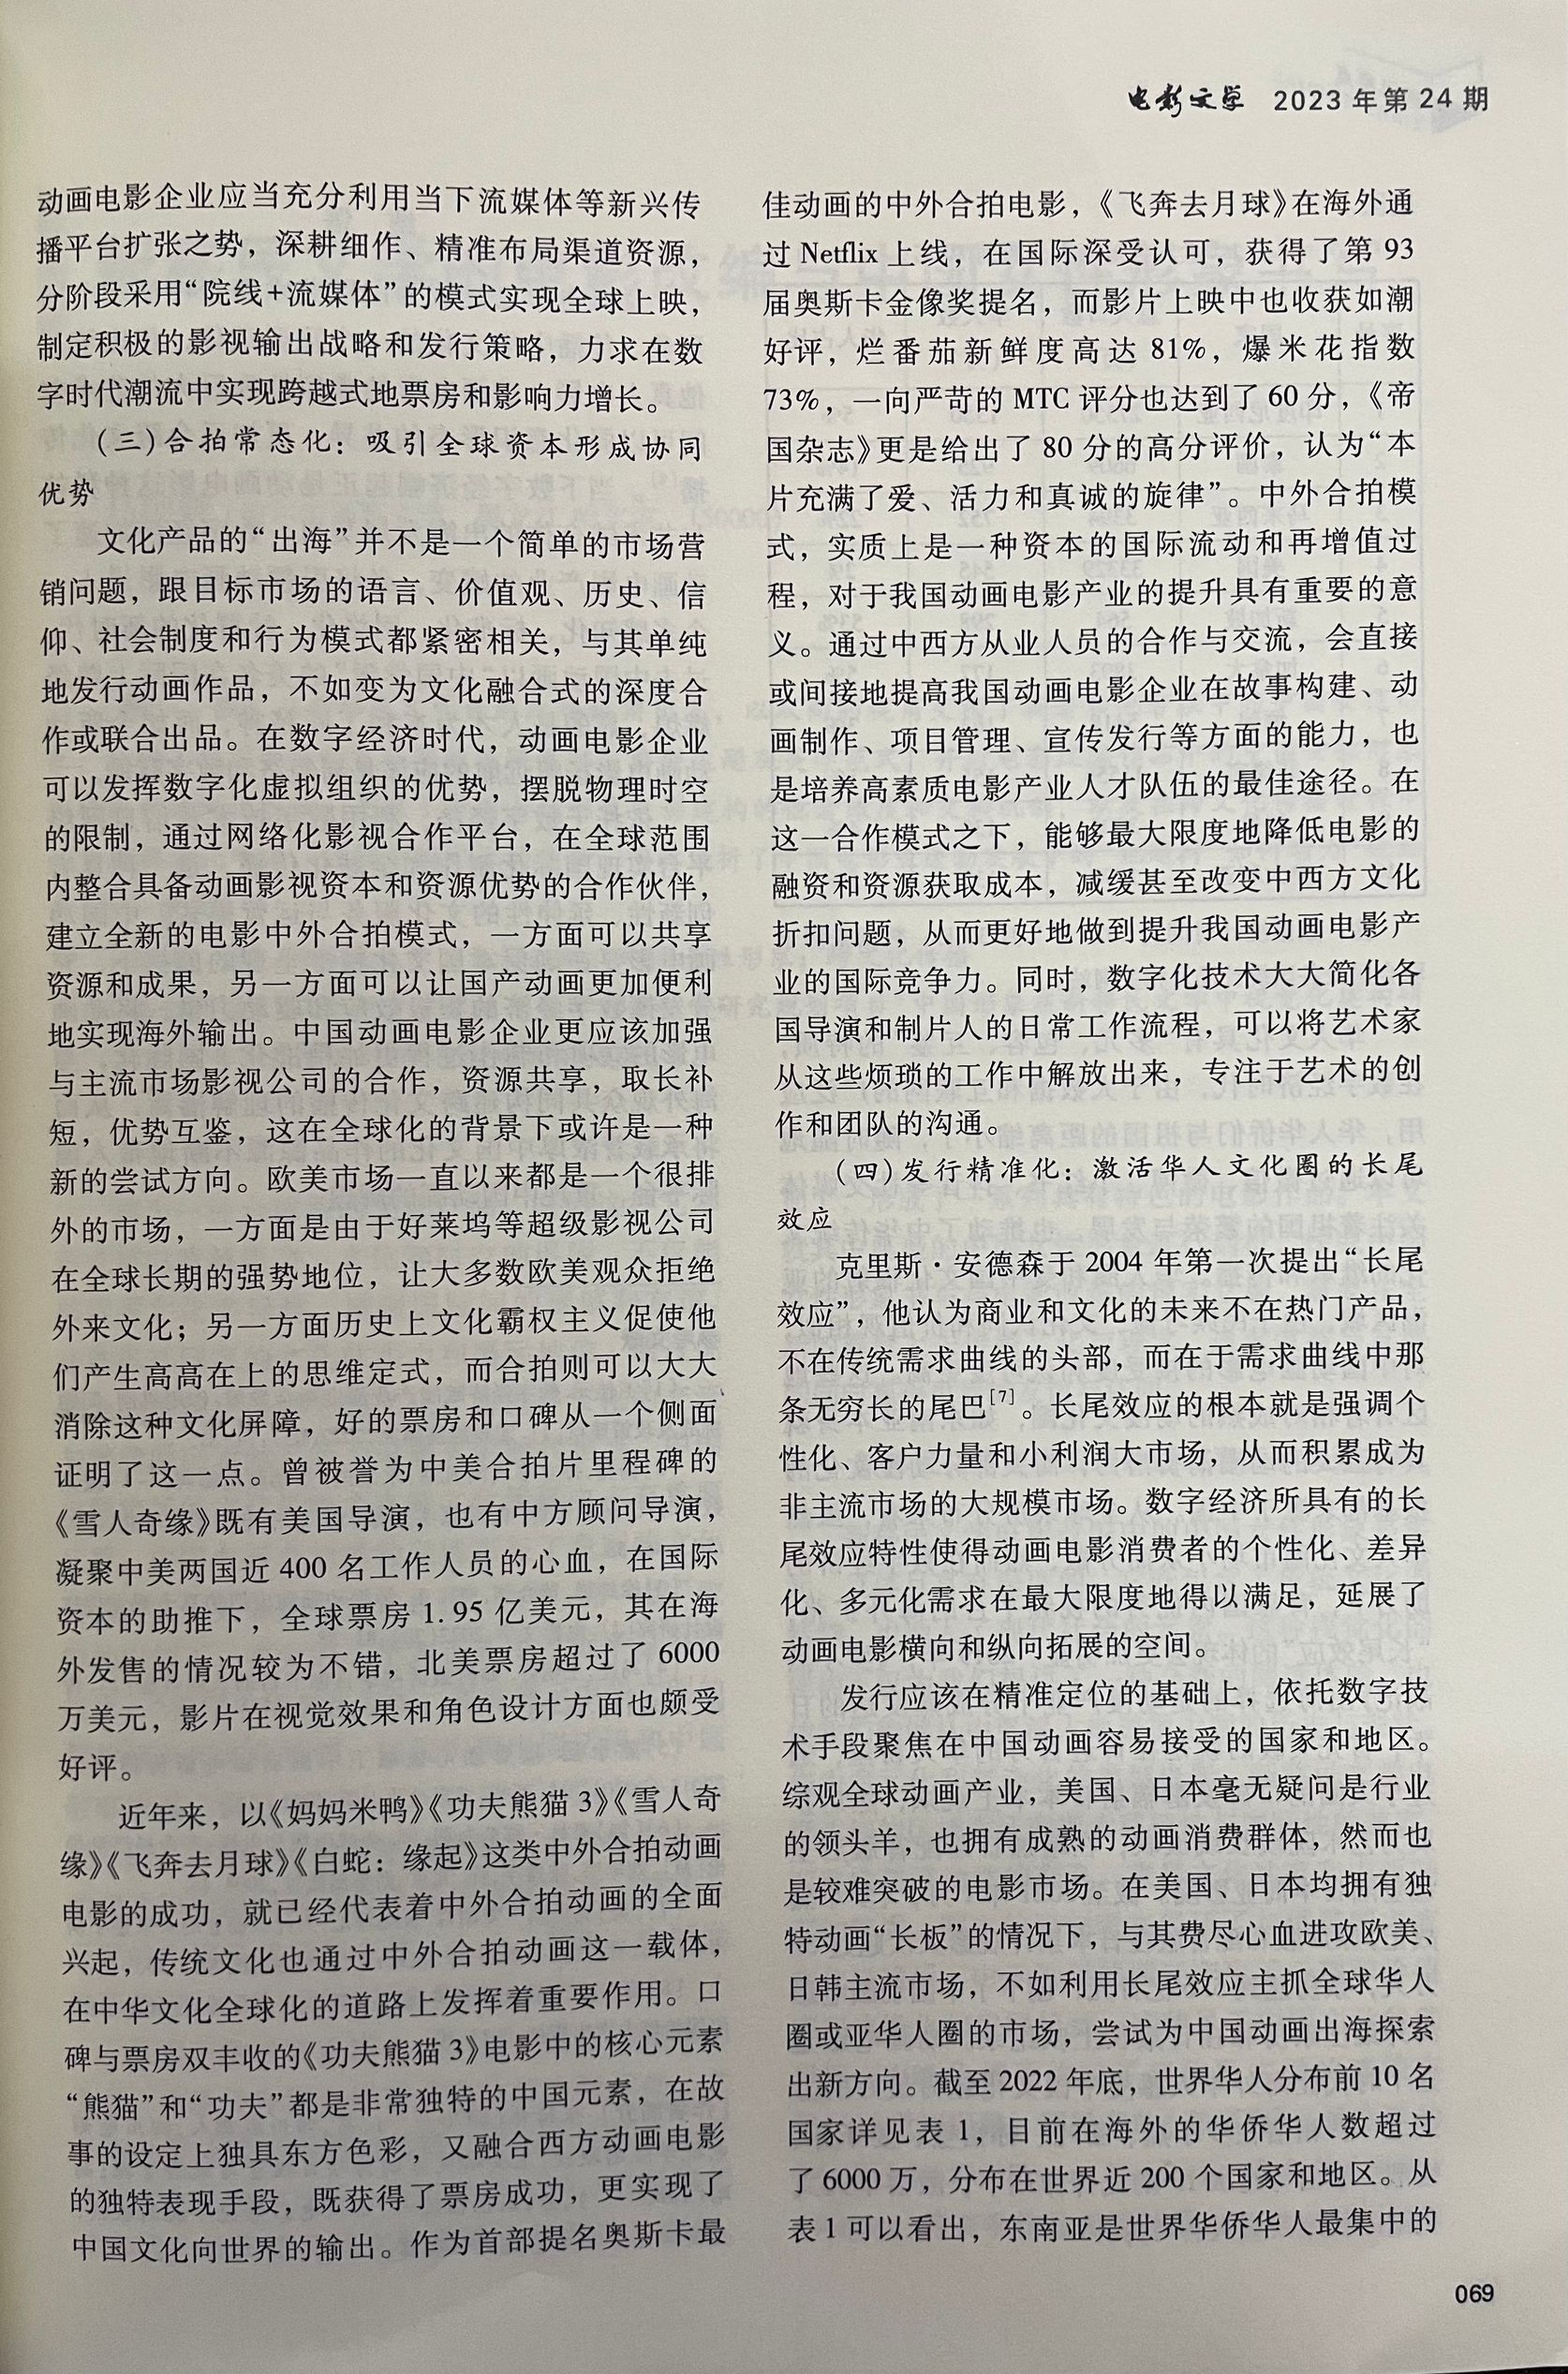 电影文学 2023 年第 24 期
动画电影企业应当充分利用当下流媒体等新兴传
播平台扩张之势，深耕细作、精准布局渠道资源，
分阶段采用“院线+流媒体”的模式实现全球上映，
制定积极的影视输出战略和发行策略，力求在数
字时代潮流中实现跨越式地票房和影响力增长。
（三）合拍常态化：吸引全球资本形成协同
优势
文化产品的“出海”并不是一个简单的市场营
销问题，跟目标市场的语言、价值观、历史、信
仰、社会制度和行为模式都紧密相关，与其单纯
地发行动画作品，不如变为文化融合式的深度合
作或联合出品。在数字经济时代，动画电影企业
可以发挥数字化虚拟组织的优势，摆脱物理时空
的限制，通过网络化影视合作平台，在全球范围
内整合具备动画影视资本和资源优势的合作伙伴，
建立全新的电影中外合拍模式，一方面可以共享
资源和成果，另一方面可以让国产动画更加便利
地实现海外输出。中国动画电影企业更应该加强
与主流市场影视公司的合作，资源共享，取长补
短，优势互鉴，这在全球化的背景下或许是一种
新的尝试方向。欧美市场一直以来都是一个很排
外的市场，一方面是由于好莱坞等超级影视公司
在全球长期的强势地位，让大多数欧美观众拒绝
外来文化；另一方面历史上文化霸权主义促使他
们产生高高在上的思维定式，而合拍则可以大大
消除这种文化屏障，好的票房和口碑从一个侧面
证明了这一点。曾被誉为中美合拍片里程碑的
《雪人奇缘》既有美国导演，也有中方顾问导演，
凝聚中美两国近 400 名工作人员的心血，在国际
资本的助推下，全球票房 1.95 亿美元，其在海
外发售的情况较为不错，北美票房超过了 6000
万美元，影片在视觉效果和角色设计方面也颇受
好评。
近年来，以《妈妈米鸭》《功夫熊猫 3》《雪人奇
缘》《飞奔去月球》《白蛇：缘起》这类中外合拍动画
电影的成功，就已经代表着中外合拍动画的全面
兴起，传统文化也通过中外合拍动画这一载体，
在中华文化全球化的道路上发挥着重要作用。口
碑与票房双丰收的《功夫熊猫 3》电影中的核心元素
“熊猫”和“功夫”都是非常独特的中国元素，在故
事的设定上独具东方色彩，又融合西方动画电影
的独特表现手段，既获得了票房成功，更实现了
中国文化向世界的输出。作为首部提名奥斯卡最
佳动画的中外合拍电影，《飞奔去月球》在海外通
过 Netflix 上线，在国际深受认可，获得了第 93
届奥斯卡金像奖提名，而影片上映中也收获如潮
好评，烂番茄新鲜度高达 81%，爆米花指数
73%，一向严苛的 MTC 评分也达到了 60 分，《帝
国杂志》更是给出了 80 分的高分评价，认为“本
片充满了爱、活力和真诚的旋律”。中外合拍模
式，实质上是一种资本的国际流动和再增值过
程，对于我国动画电影产业的提升具有重要的意
义。通过中西方从业人员的合作与交流，会直接
或间接地提高我国动画电影企业在故事构建、动
画制作、项目管理、宣传发行等方面的能力，也
是培养高素质电影产业人才队伍的最佳途径。在
这一合作模式之下，能够最大限度地降低电影的
融资和资源获取成本，减缓甚至改变中西方文化
折扣问题，从而更好地做到提升我国动画电影产
业的国际竞争力。同时，数字化技术大大简化各
国导演和制片人的日常工作流程，可以将艺术家
从这些烦琐的工作中解放出来，专注于艺术的创
作和团队的沟通。
（四）发行精准化：激活华人文化圈的长尾
效应
克里斯·安德森于 2004 年第一次提出“长尾
效应”，他认为商业和文化的未来不在热门产品，
不在传统需求曲线的头部，而在于需求曲线中那
条无穷长的尾巴[7]。长尾效应的根本就是强调个
性化、客户力量和小利润大市场，从而积累成为
非主流市场的大规模市场。数字经济所具有的长
尾效应特性使得动画电影消费者的个性化、差异
化、多元化需求在最大限度地得以满足，延展了
动画电影横向和纵向拓展的空间。
发行应该在精准定位的基础上，依托数字技
术手段聚焦在中国动画容易接受的国家和地区。
综观全球动画产业，美国、日本毫无疑问是行业
的领头羊，也拥有成熟的动画消费群体，然而也
是较难突破的电影市场。在美国、日本均拥有独
特动画“长板”的情况下，与其费尽心血进攻欧美、
日韩主流市场，不如利用长尾效应主抓全球华人
圈或亚华人圈的市场，尝试为中国动画出海探索
出新方向。截至 2022 年底，世界华人分布前 10 名
国家详见表 1，目前在海外的华侨华人数超过
了 6000 万，分布在世界近 200 个国家和地区。从
表 1 可以看出，东南亚是世界华侨华人最集中的
069